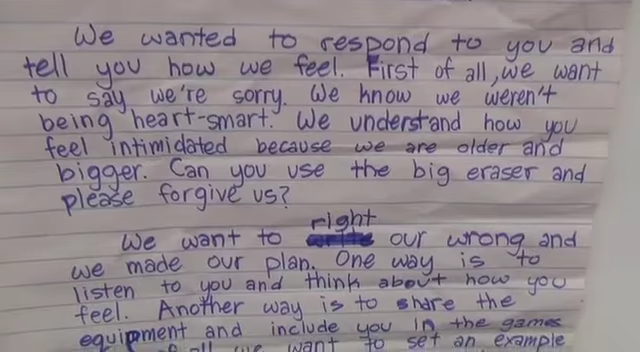 We wanted to respond to you and
tell you how we feel. First of all, we want
to say we're sorry. We know we weren't
being heart-smart. We understand how you
feel intimidated because we are older and
bigger. Can you use the big eraser and
please forgive us?
right
We want to our wrong and
we made our plan. One way is to
listen to you and think about how you
feel. Another way is to share the
equipment and include you in the games
of all we want to set an example